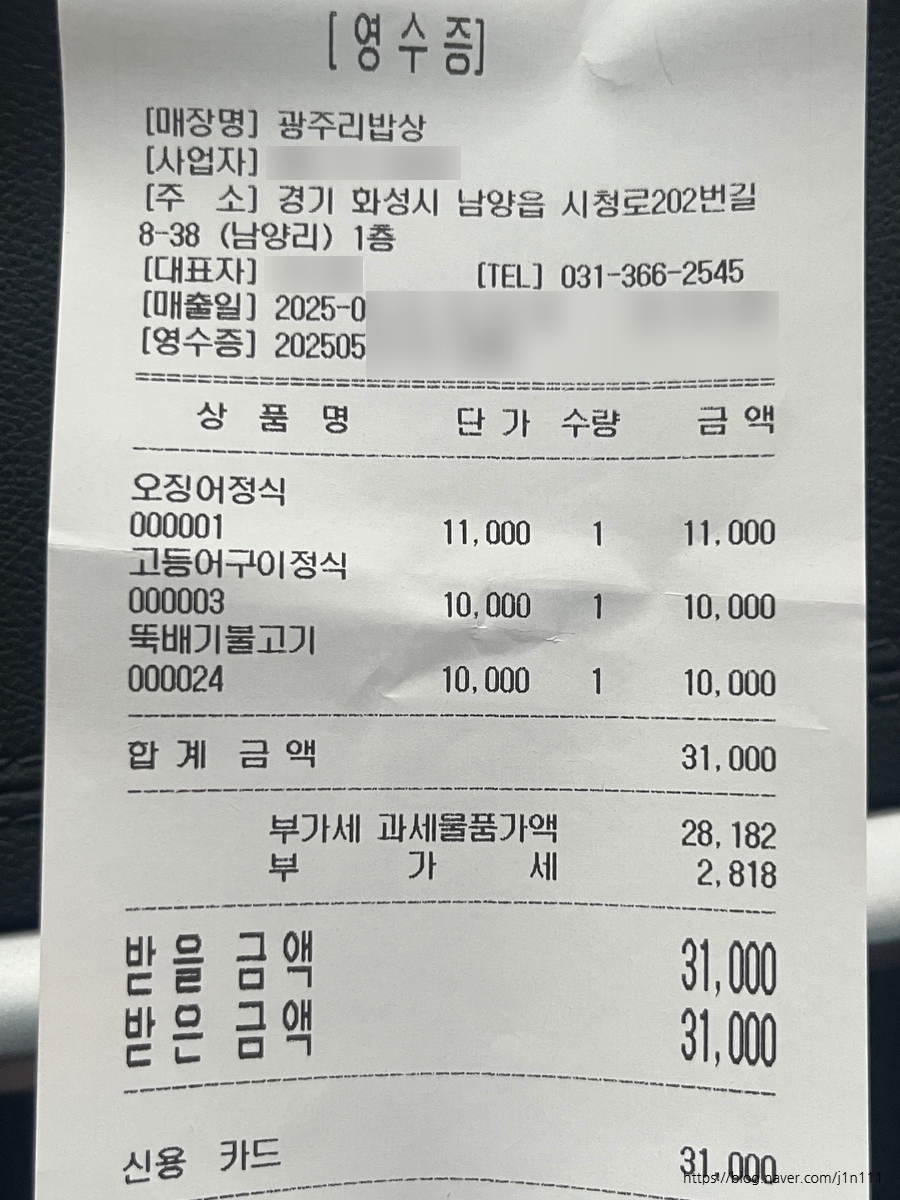 [영수증]
[매장명] 광주리밥상
[사업자]
[주 소] 경기 화성시 남양읍 시청로202번길
8-38 (남양리) 1층
[대표자] [TEL] 031-366-2545
[매출일] 2025-0
[영수증] 202505
상 품 명 단 가 수량 금 액
오징어정식
000001 11,000 1 11,000
고등어구이정식
000003 10,000 1 10,000
뚝배기불고기
000024 10,000 1 10,000
합 계 금 액 31,000
부가세 과세물품가액 28,182
부 가 세 2,818
받 을 금 액 31,000
받 은 금 액 31,000
신용 카드 31,000
https://blog.naver.com/j1n111